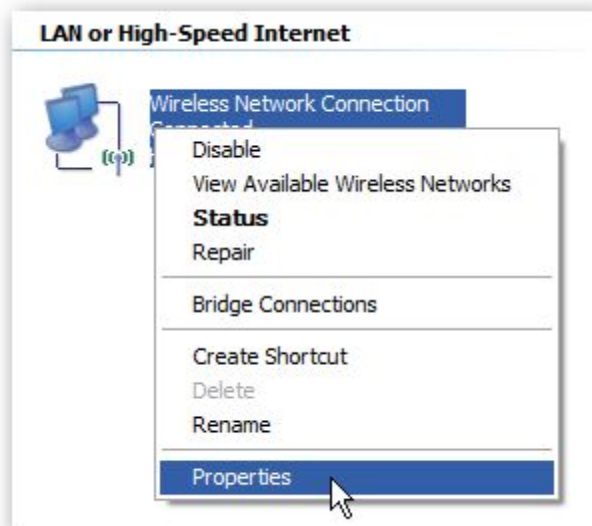 LAN or High-Speed Internet
Wireless Network Connection
Connected
Disable
View Available Wireless Networks
Status
Repair
Bridge Connections
Create Shortcut
Delete
Rename
Properties